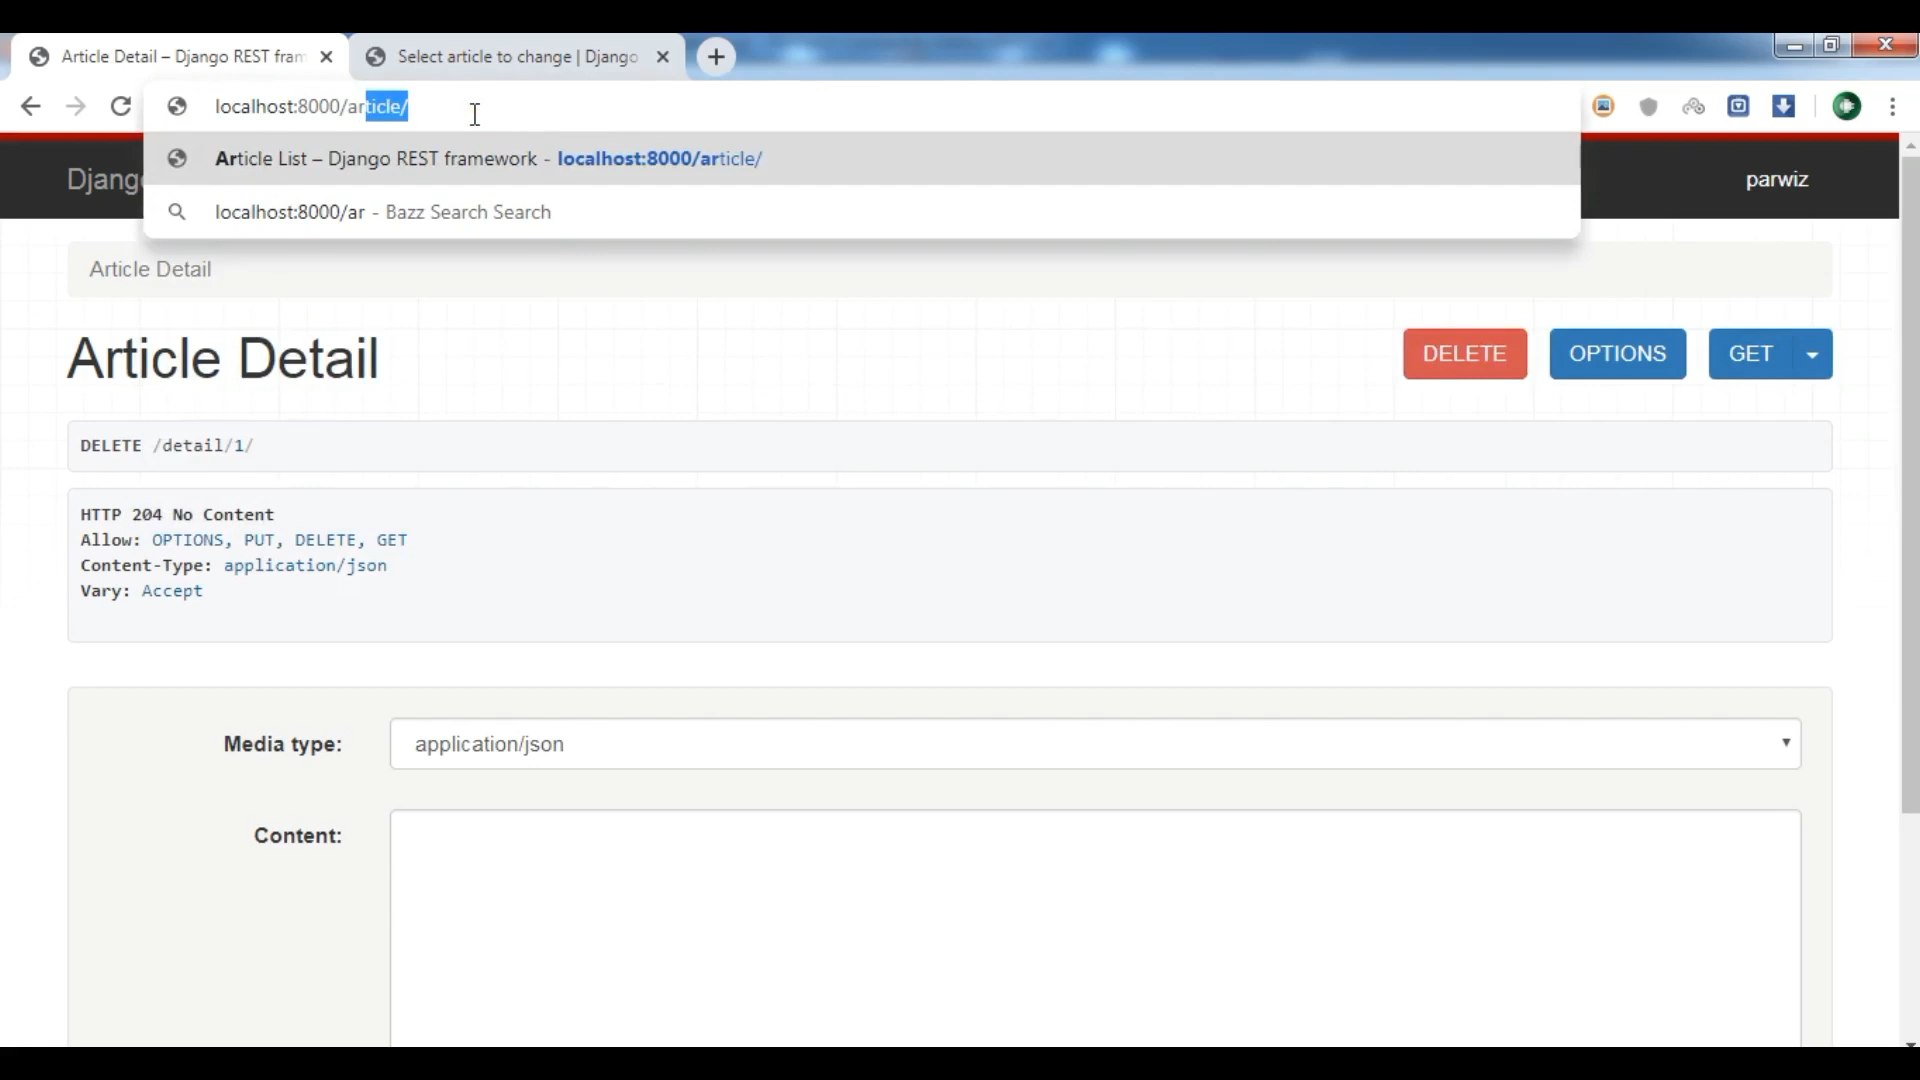 Article Detail – Django REST fram
Select article to change | Django
localhost:8000/article/
Article List – Django REST framework - localhost:8000/article/
localhost:8000/ar - Bazz Search Search
Djang
parwiz
Article Detail
Article Detail
DELETE
OPTIONS
GET
DELETE /detail/1/
HTTP 204 No Content
Allow: OPTIONS, PUT, DELETE, GET
Content-Type: application/json
Vary: Accept
Media type:
application/json
Content: